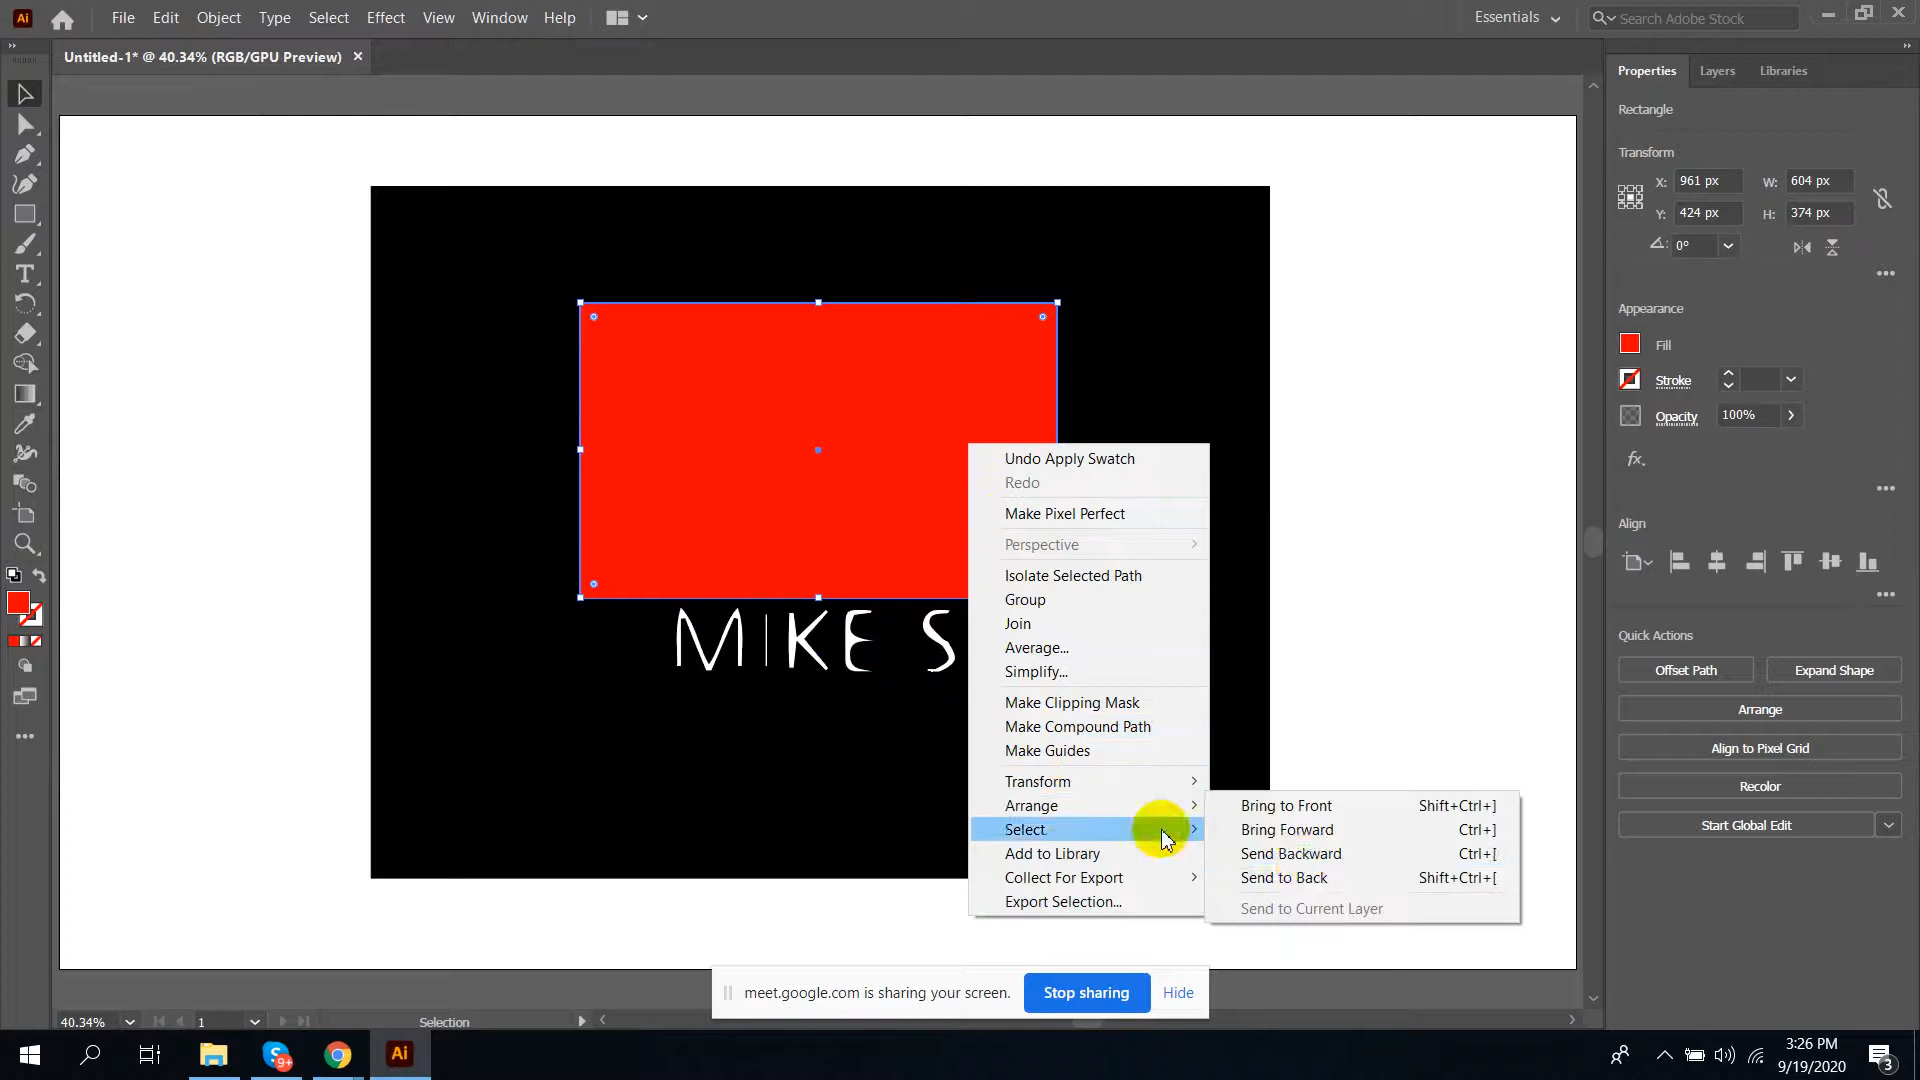 Ai File Edit Object Type Select Effect View Window Help Essentials Search Adobe Stock
Untitled-1* @ 40.34% (RGB/GPU Preview)
Properties Layers Libraries
Rectangle
Transform
X: 961 px W: 604 px
Y: 424 px H: 374 px
0°
Appearance
Fill
Stroke
Opacity 100%
fx.
Align
Quick Actions
Offset Path Expand Shape
Arrange
Align to Pixel Grid
Recolor
Start Global Edit
MIKE S
Undo Apply Swatch
Redo
Make Pixel Perfect
Perspective
Isolate Selected Path
Group
Join
Average...
Simplify...
Make Clipping Mask
Make Compound Path
Make Guides
Transform
Arrange
Select
Add to Library
Collect For Export
Export Selection...
Bring to Front Shift+Ctrl+]
Bring Forward Ctrl+]
Send Backward Ctrl+[
Send to Back Shift+Ctrl+[
Send to Current Layer
meet.google.com is sharing your screen. Stop sharing Hide
40.34% 1 Selection
9+ Ai
3:26 PM
9/19/2020
3